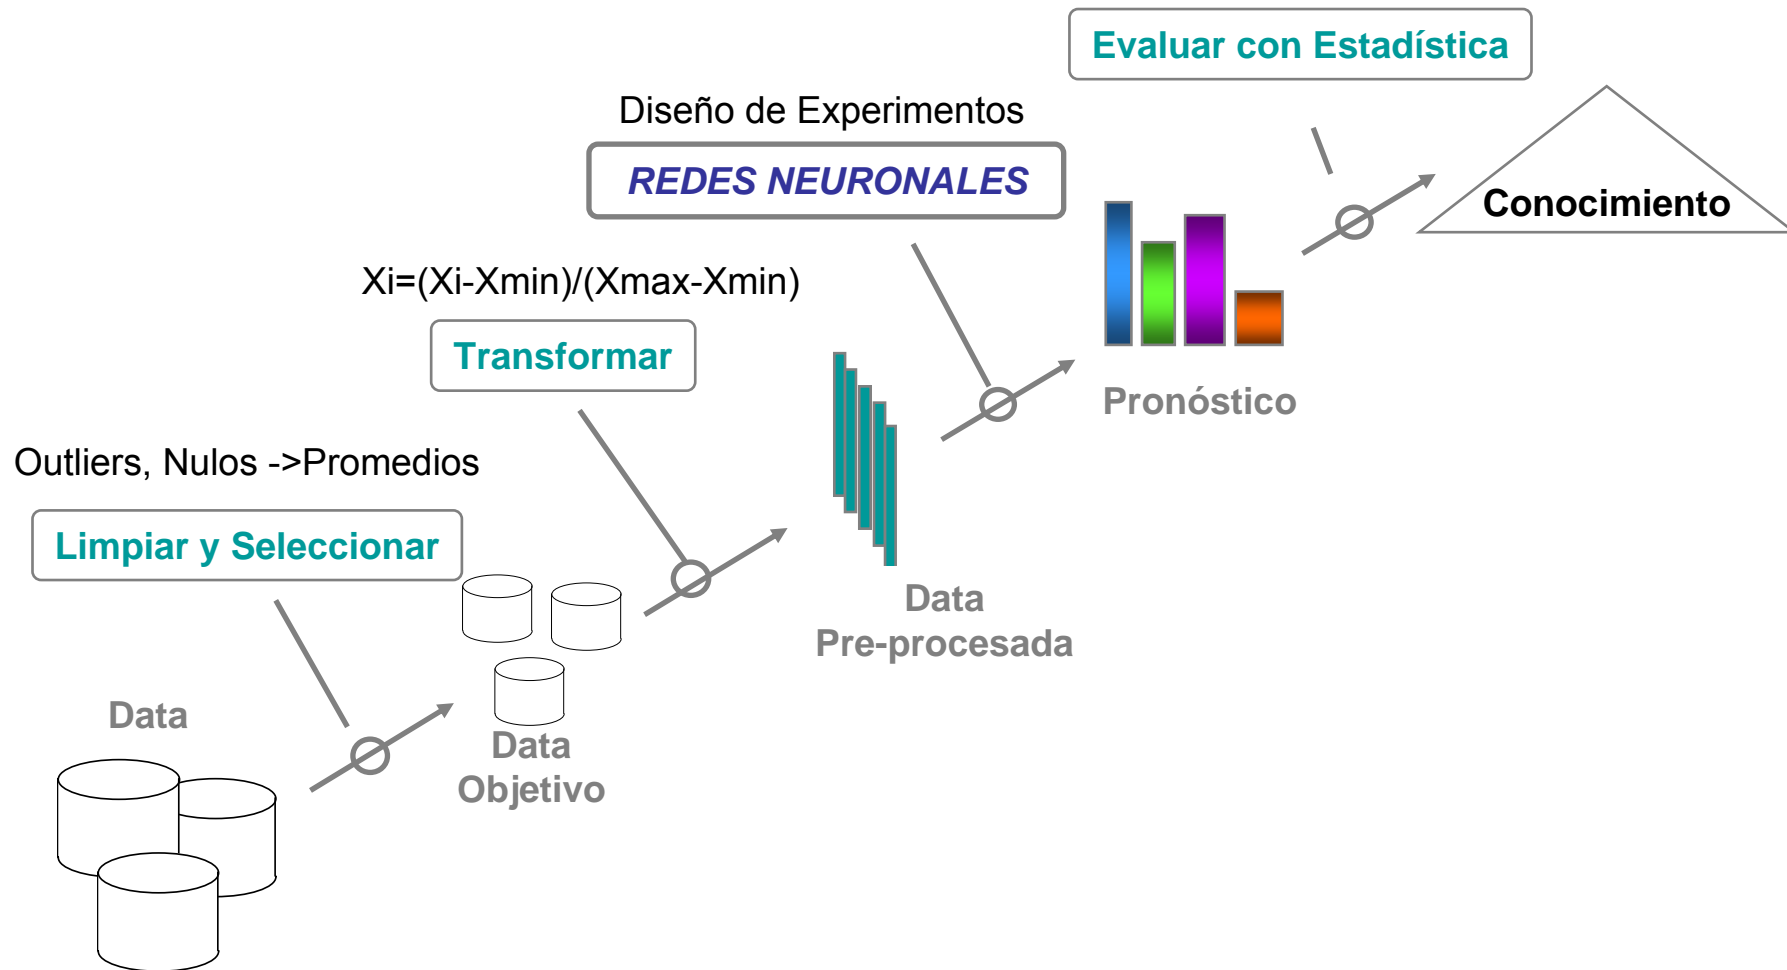 Evaluar con Estadística
Diseño de Experimentos
REDES NEURONALES
Conocimiento
Xi=(Xi-Xmin)/(Xmax-Xmin)
Transformar
Pronóstico
Outliers, Nulos ->Promedios
Limpiar y Seleccionar
Data
Pre-procesada
Data
Data
Objetivo